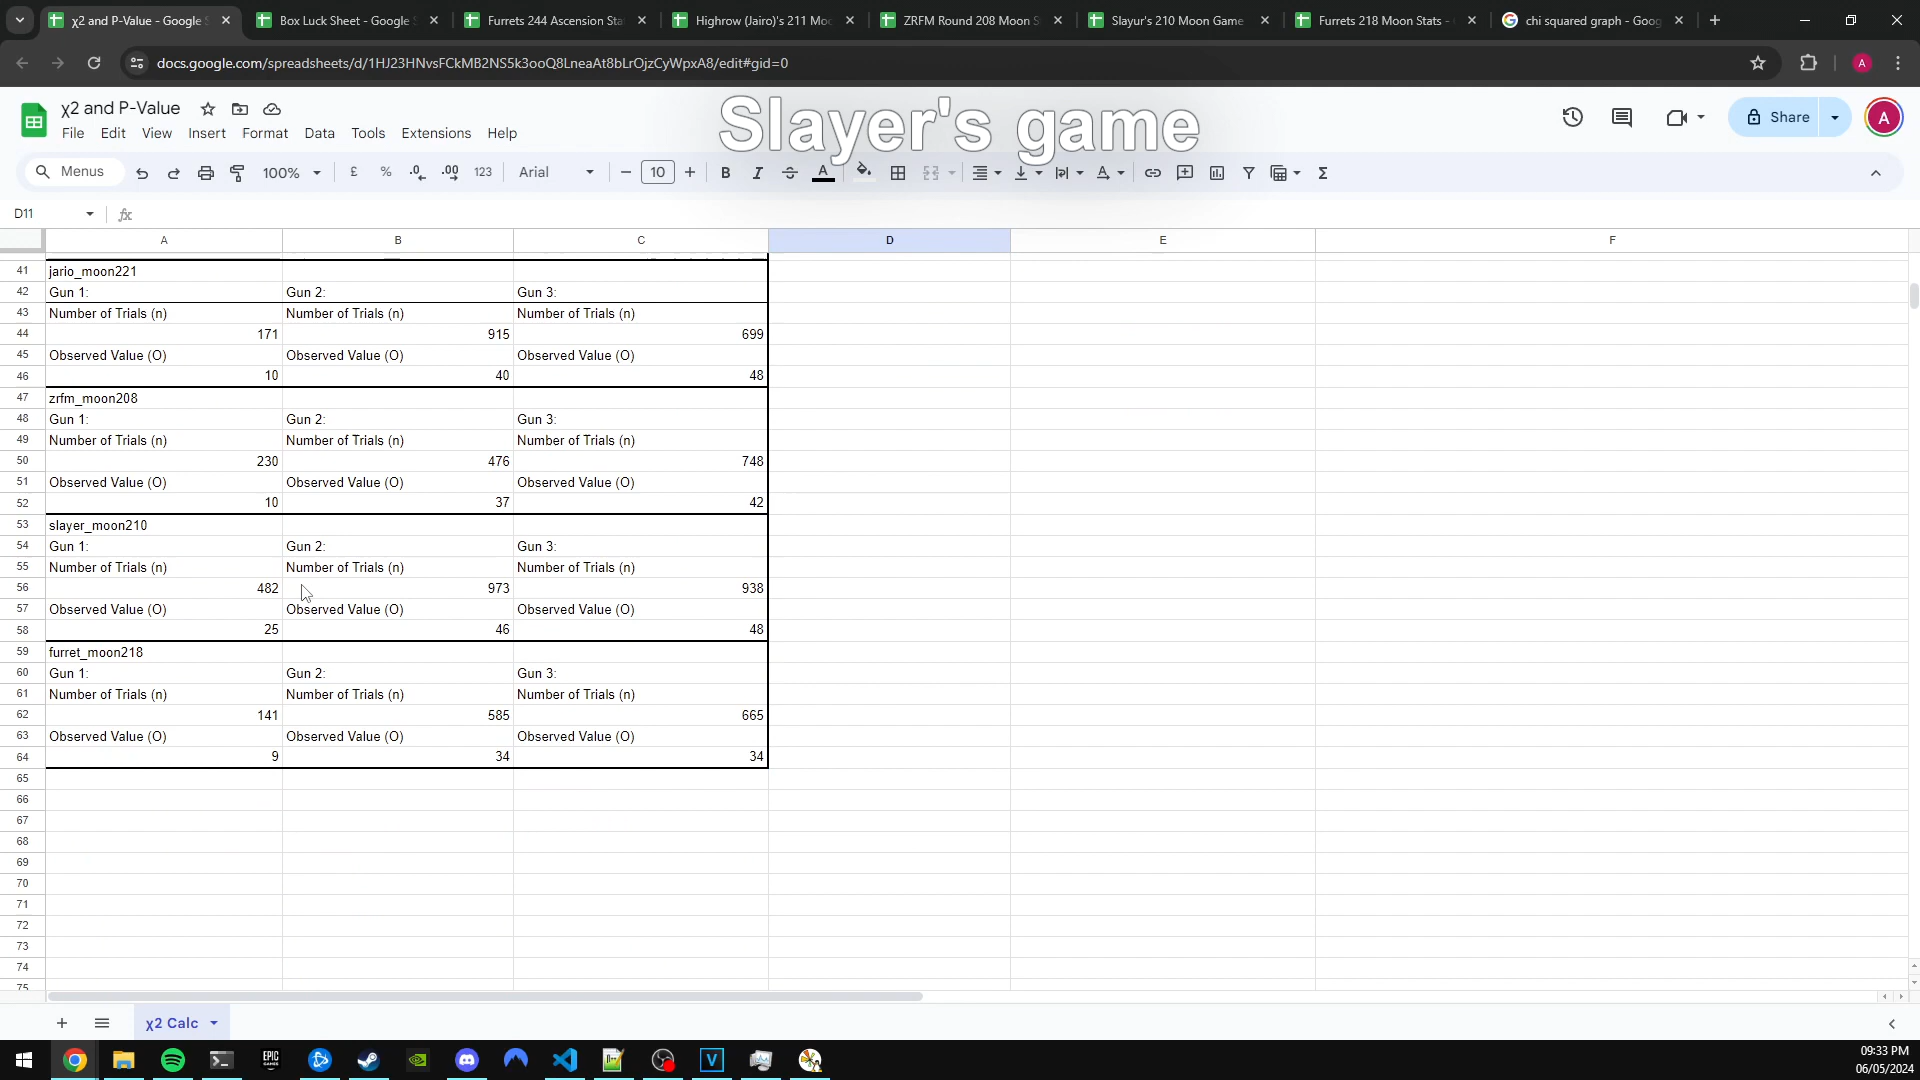 χ2 and P-Value - Google S
Box Luck Sheet - Google S
Furrets 244 Ascension Sta
Highrow (Jairo)'s 211 Moo
ZRFM Round 208 Moon S
Slayur's 210 Moon Game
Furrets 218 Moon Stats -
chi squared graph - Goog
docs.google.com/spreadsheets/d/1HJ23HNvsFCkMB2NS5k3ooQ8LneaAt8bLrOjzCyWpxA8/edit#gid=0
A
χ2 and P-Value
File Edit View Insert Format Data Tools Extensions Help
Slayer's game
Share
A
Menus 100% £ % .0 .00 123 Arial 10 B I S A Σ
D11 fx
A B C D E F
41 jario_moon221
42 Gun 1: Gun 2: Gun 3:
43 Number of Trials (n) Number of Trials (n) Number of Trials (n)
44 171 915 699
45 Observed Value (O) Observed Value (O) Observed Value (O)
46 10 40 48
47 zrfm_moon208
48 Gun 1: Gun 2: Gun 3:
49 Number of Trials (n) Number of Trials (n) Number of Trials (n)
50 230 476 748
51 Observed Value (O) Observed Value (O) Observed Value (O)
52 10 37 42
53 slayer_moon210
54 Gun 1: Gun 2: Gun 3:
55 Number of Trials (n) Number of Trials (n) Number of Trials (n)
56 482 973 938
57 Observed Value (O) Observed Value (O) Observed Value (O)
58 25 46 48
59 furret_moon218
60 Gun 1: Gun 2: Gun 3:
61 Number of Trials (n) Number of Trials (n) Number of Trials (n)
62 141 585 665
63 Observed Value (O) Observed Value (O) Observed Value (O)
64 9 34 34
65
66
67
68
69
70
71
72
73
74
75
χ2 Calc
EPIC GAMES
V
09:33 PM
06/05/2024